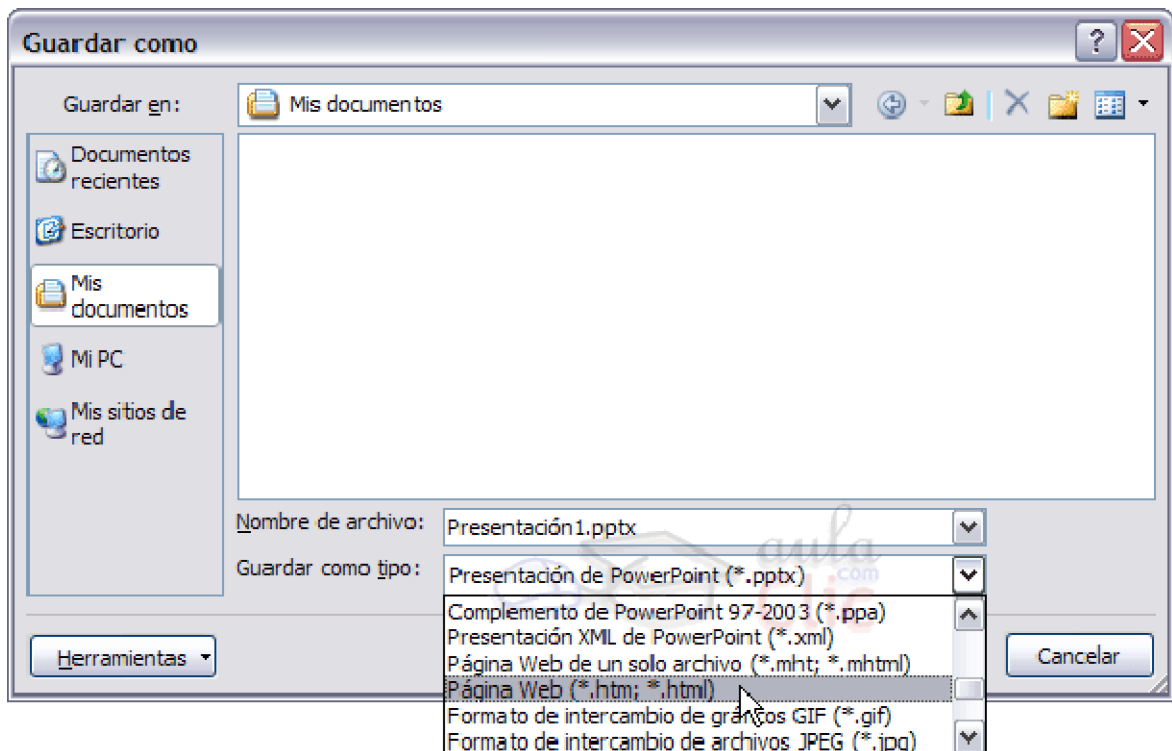 Guardar como
?
Guardar en:
Mis documentos
Documentos
recientes
Escritorio
Mis
documentos
Mi PC
Mis sitios de
red
Nombre de archivo:
Presentación1.pptx
Guardar como tipo:
Presentación de PowerPoint (*.pptx)
Complemento de PowerPoint 97-2003 (*.ppa)
Presentación XML de PowerPoint (*.xml)
Página Web de un solo archivo (*.mht; *.mhtml)
Página Web (*.htm; *.html)
Formato de intercambio de gráficos GIF (*.gif)
Formato de intercambio de archivos JPEG (*.jpg)
Herramientas
Cancelar
aula
.com
Clic